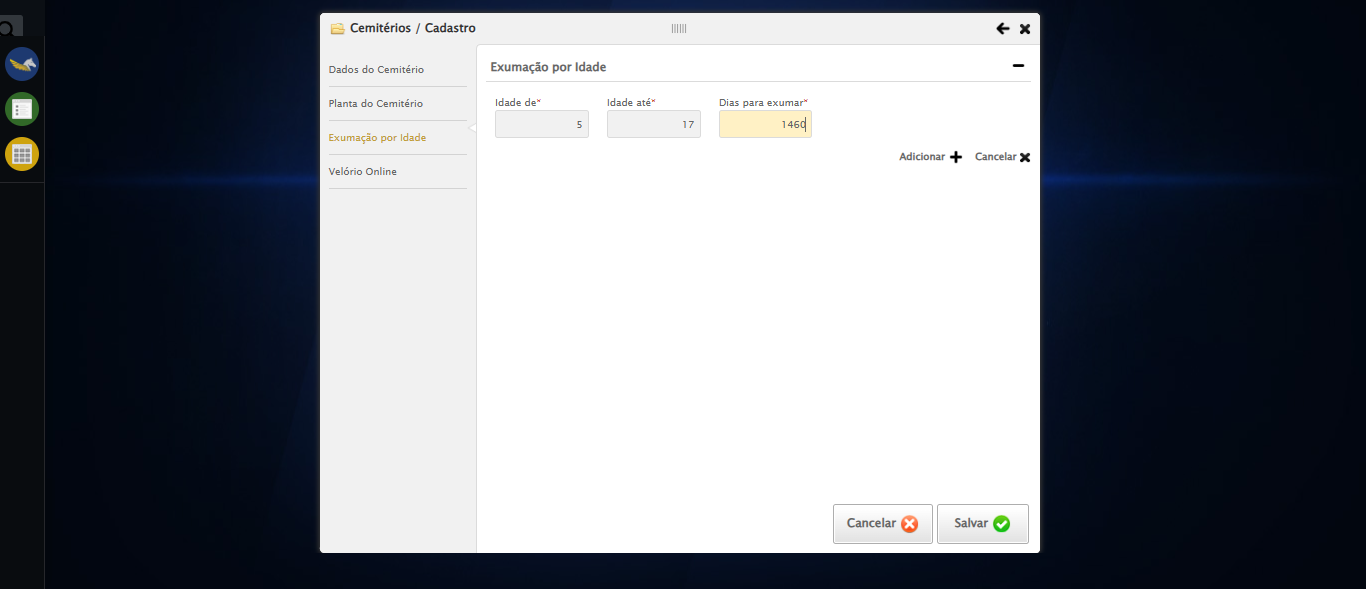 Cemitérios / Cadastro
Dados do Cemitério
Planta do Cemitério
Exumação por Idade
Velório Online
Exumação por Idade
Idade de* Idade até* Dias para exumar*
5 17 1460
Adicionar Cancelar
Cancelar Salvar